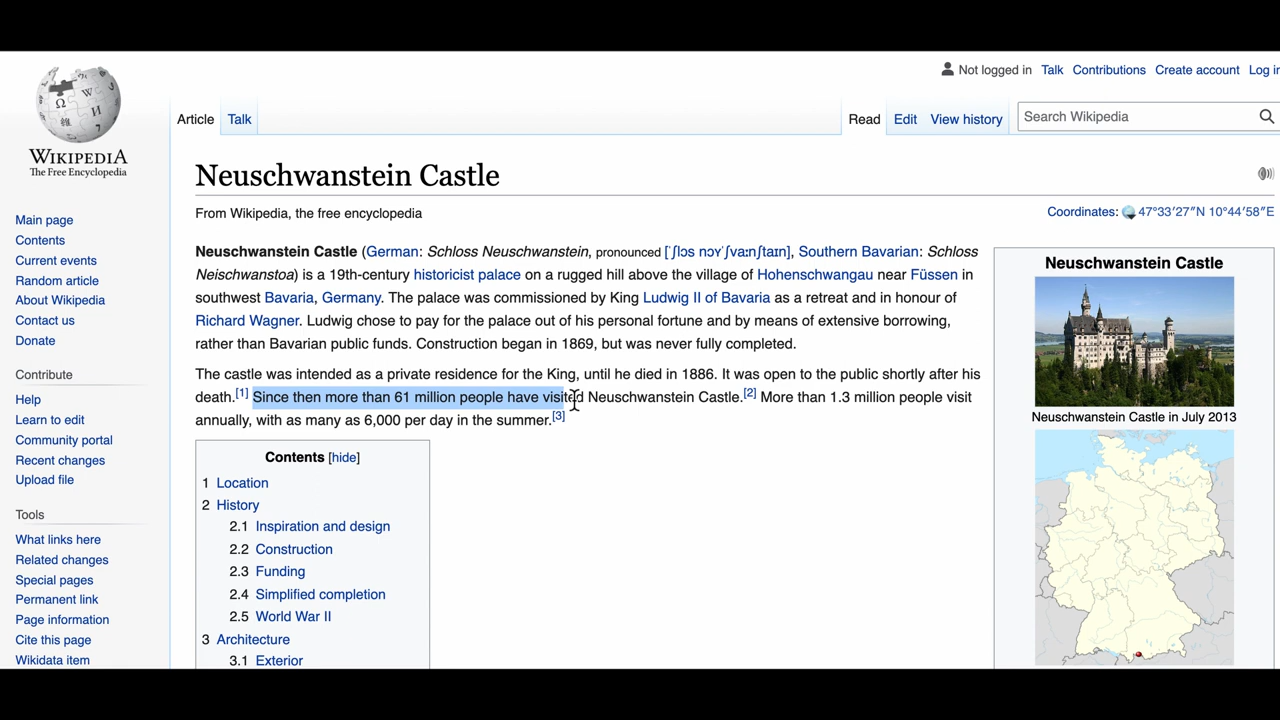 Not logged in Talk Contributions Create account Log in
Article Talk Read Edit View history Search Wikipedia
WIKIPEDIA
The Free Encyclopedia
Main page
Contents
Current events
Random article
About Wikipedia
Contact us
Donate
Contribute
Help
Learn to edit
Community portal
Recent changes
Upload file
Tools
What links here
Related changes
Special pages
Permanent link
Page information
Cite this page
Wikidata item
Neuschwanstein Castle
From Wikipedia, the free encyclopedia
Coordinates: 47°33′27″N 10°44′58″E
Neuschwanstein Castle (German: Schloss Neuschwanstein, pronounced [ˈʃlɔs nɔʏˈʃvaːnʃtaɪn], Southern Bavarian: Schloss
Neischwanstoa) is a 19th-century historicist palace on a rugged hill above the village of Hohenschwangau near Füssen in
southwest Bavaria, Germany. The palace was commissioned by King Ludwig II of Bavaria as a retreat and in honour of
Richard Wagner. Ludwig chose to pay for the palace out of his personal fortune and by means of extensive borrowing,
rather than Bavarian public funds. Construction began in 1869, but was never fully completed.
The castle was intended as a private residence for the King, until he died in 1886. It was open to the public shortly after his
death.[1] Since then more than 61 million people have visited Neuschwanstein Castle.[2] More than 1.3 million people visit
annually, with as many as 6,000 per day in the summer.[3]
Contents [hide]
1 Location
2 History
2.1 Inspiration and design
2.2 Construction
2.3 Funding
2.4 Simplified completion
2.5 World War II
3 Architecture
3.1 Exterior
Neuschwanstein Castle
Neuschwanstein Castle in July 2013